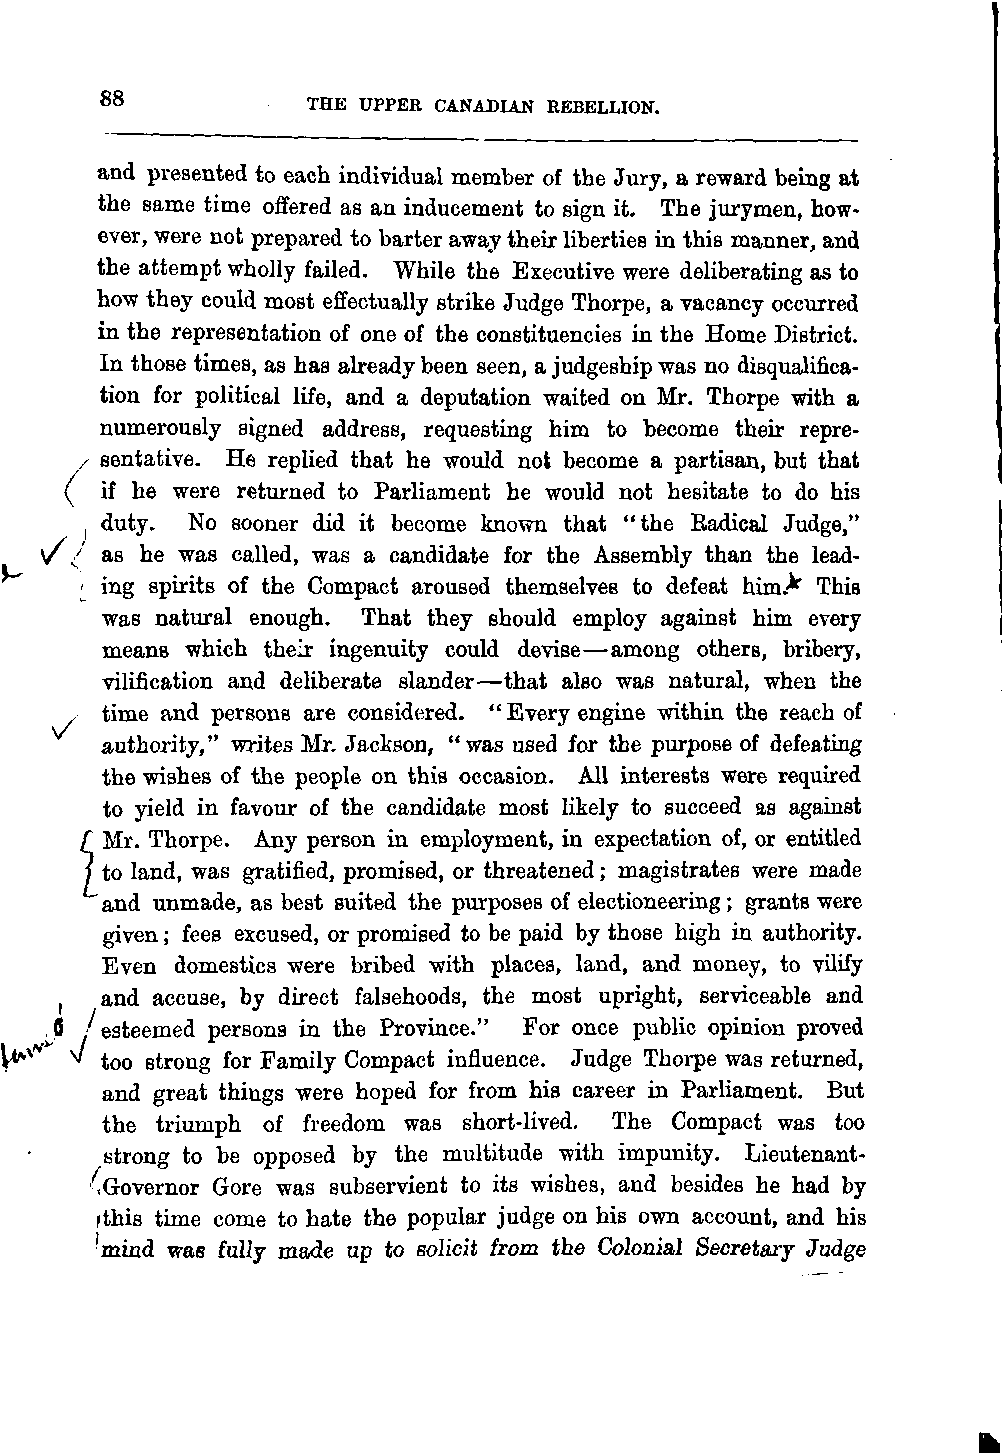 88
THE UPPER CANADIAN REBELLION.
and presented to each individual member of the Jury, a reward being at
the same time offered as an inducement to sign it. The jurymen, how-
ever, were not prepared to barter away their liberties in this manner, and
the attempt wholly failed. While the Executive were deliberating as to
how they could most effectually strike Judge Thorpe, a vacancy occurred
in the representation of one of the constituencies in the Home District.
In those times, as has already been seen, a judgeship was no disqualifica-
tion for political life, and a deputation waited on Mr. Thorpe with a
numerously signed address, requesting him to become their repre-
sentative. He replied that he would not become a partisan, but that
if he were returned to Parliament he would not hesitate to do his
duty. No sooner did it become known that "the Radical Judge,"
as he was called, was a candidate for the Assembly than the lead-
ing spirits of the Compact aroused themselves to defeat him. This
was natural enough. That they should employ against him every
means which their ingenuity could devise—among others, bribery,
vilification and deliberate slander—that also was natural, when the
time and persons are considered. "Every engine within the reach of
authority," writes Mr. Jackson, "was used for the purpose of defeating
the wishes of the people on this occasion. All interests were required
to yield in favour of the candidate most likely to succeed as against
Mr. Thorpe. Any person in employment, in expectation of, or entitled
to land, was gratified, promised, or threatened; magistrates were made
and unmade, as best suited the purposes of electioneering; grants were
given; fees excused, or promised to be paid by those high in authority.
Even domestics were bribed with places, land, and money, to vilify
and accuse, by direct falsehoods, the most upright, serviceable and
esteemed persons in the Province." For once public opinion proved
too strong for Family Compact influence. Judge Thorpe was returned,
and great things were hoped for from his career in Parliament. But
the triumph of freedom was short-lived. The Compact was too
strong to be opposed by the multitude with impunity. Lieutenant-
Governor Gore was subservient to its wishes, and besides he had by
this time come to hate the popular judge on his own account, and his
mind was fully made up to solicit from the Colonial Secretary Judge